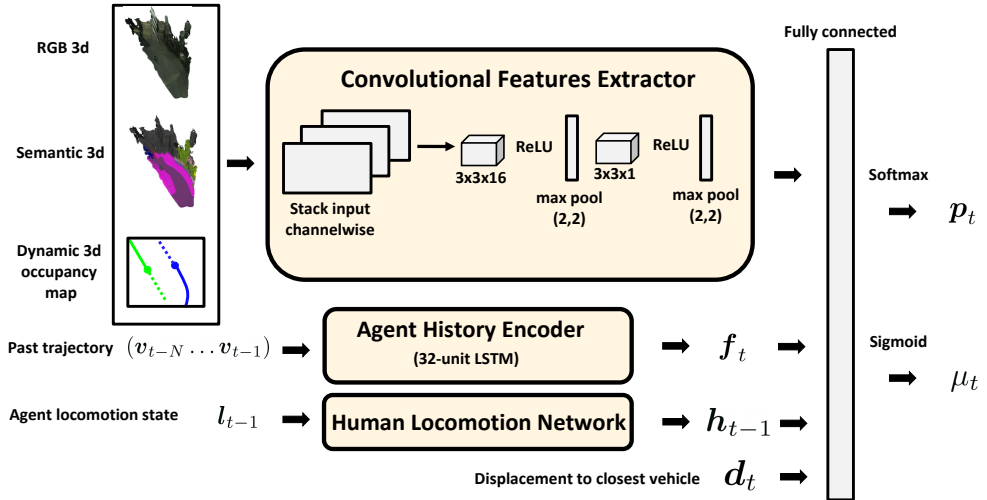 RGB 3d
Semantic 3d
Dynamic 3d
occupancy
map
Convolutional Features Extractor
Stack input
channelwise
3x3x16
ReLU
max pool
(2,2)
3x3x1
ReLU
max pool
(2,2)
Fully connected
Softmax
p_t
Past trajectory (v_{t−N} … v_{t−1})
Agent History Encoder
(32-unit LSTM)
f_t
Sigmoid
μ_t
Agent locomotion state l_{t−1}
Human Locomotion Network
h_{t−1}
Displacement to closest vehicle d_t